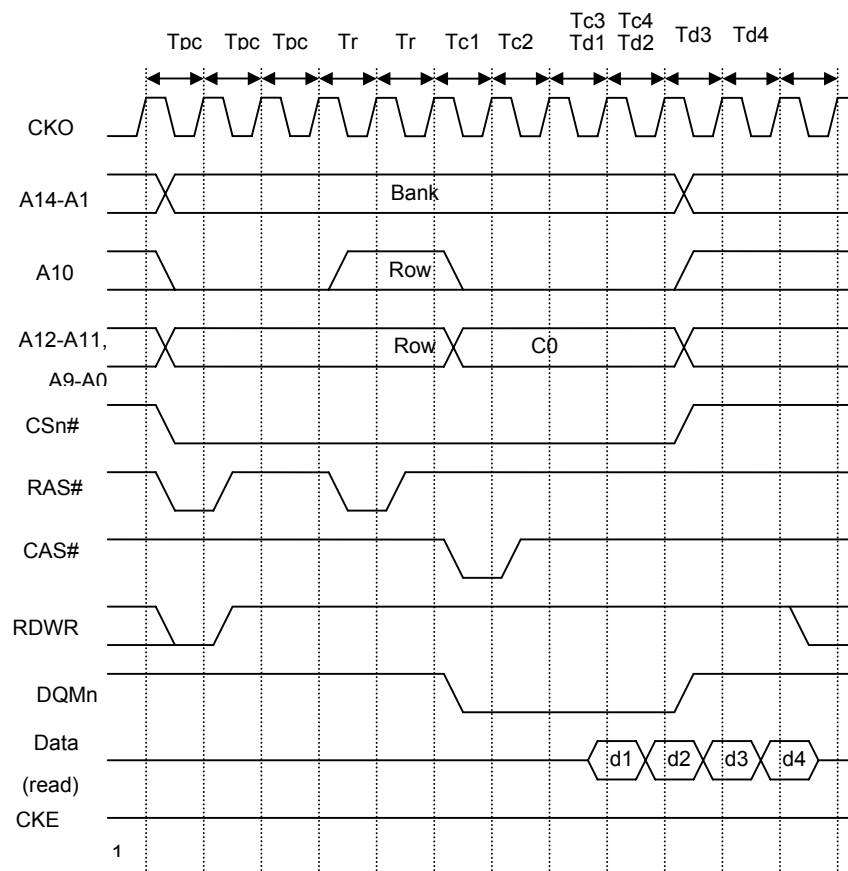 Tc3 Tc4
Tpc Tpc Tpc Tr Tr Tc1 Tc2 Td1 Td2 Td3 Td4
CKO
A14-A1 Bank
A10 Row
A12-A11, Row C0
A9-A0
CSn#
RAS#
CAS#
RDWR
DQMn
Data d1 d2 d3 d4
(read)
CKE
1